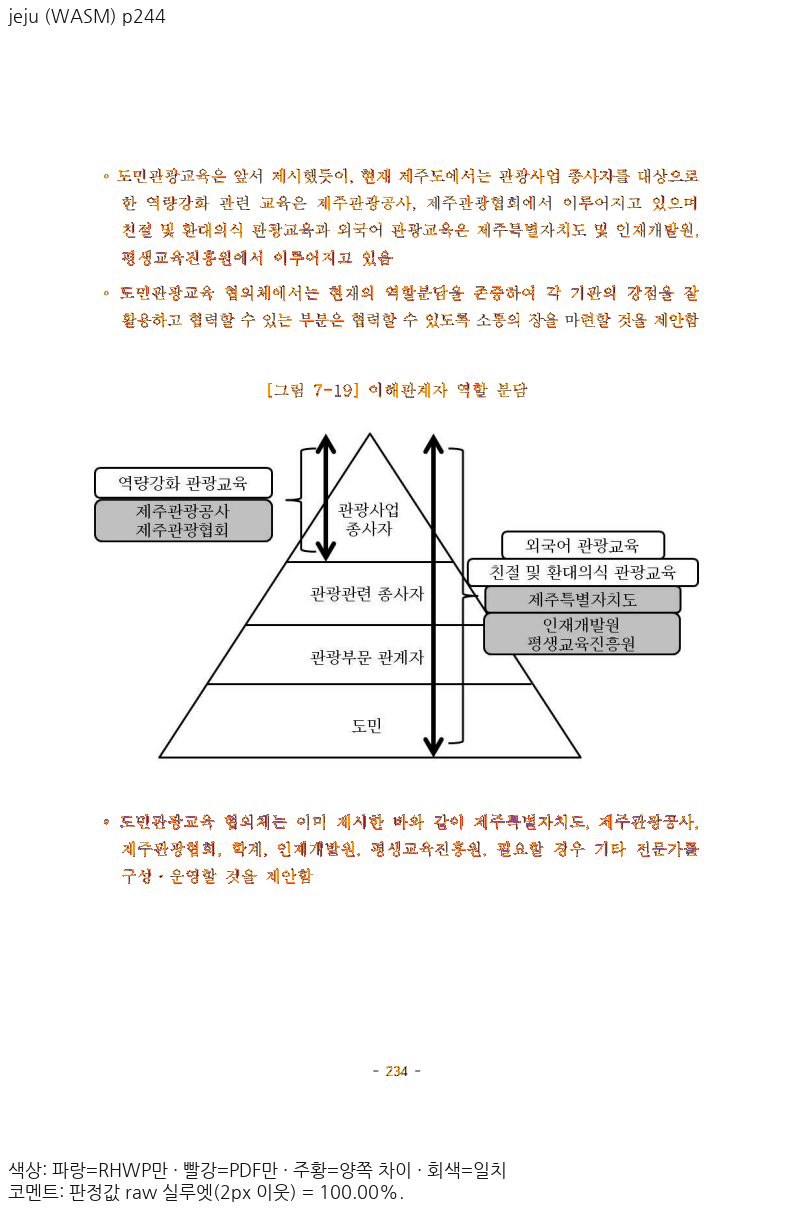 jeju (WASM) p244
◦ 도민관광교육은 앞서 제시했듯이, 현재 제주도에서는 관광사업 종사자를 대상으로
한 역량강화 관련 교육은 제주관광공사, 제주관광협회에서 이루어지고 있으며
친절 및 환대의식 관광교육과 외국어 관광교육은 제주특별자치도 및 인재개발원,
평생교육진흥원에서 이루어지고 있음
◦ 도민관광교육 협의체에서는 현재의 역할분담을 존중하여 각 기관의 강점을 잘
활용하고 협력할 수 있는 부분은 협력할 수 있도록 소통의 장을 마련할 것을 제안함
[그림 7-19] 이해관계자 역할 분담
역량강화 관광교육
제주관광공사
제주관광협회
관광사업
종사자
관광관련 종사자
관광부문 관계자
도민
외국어 관광교육
친절 및 환대의식 관광교육
제주특별자치도
인재개발원
평생교육진흥원
◦ 도민관광교육 협의체는 이미 제시한 바와 같이 제주특별자치도, 제주관광공사,
제주관광협회, 학계, 인재개발원, 평생교육진흥원, 필요할 경우 기타 전문가를
구성·운영할 것을 제안함
- 234 -
색상: 파랑=RHWP만 · 빨강=PDF만 · 주황=양쪽 차이 · 회색=일치
코멘트: 판정값 raw 실루엣(2px 이웃) = 100.00%.